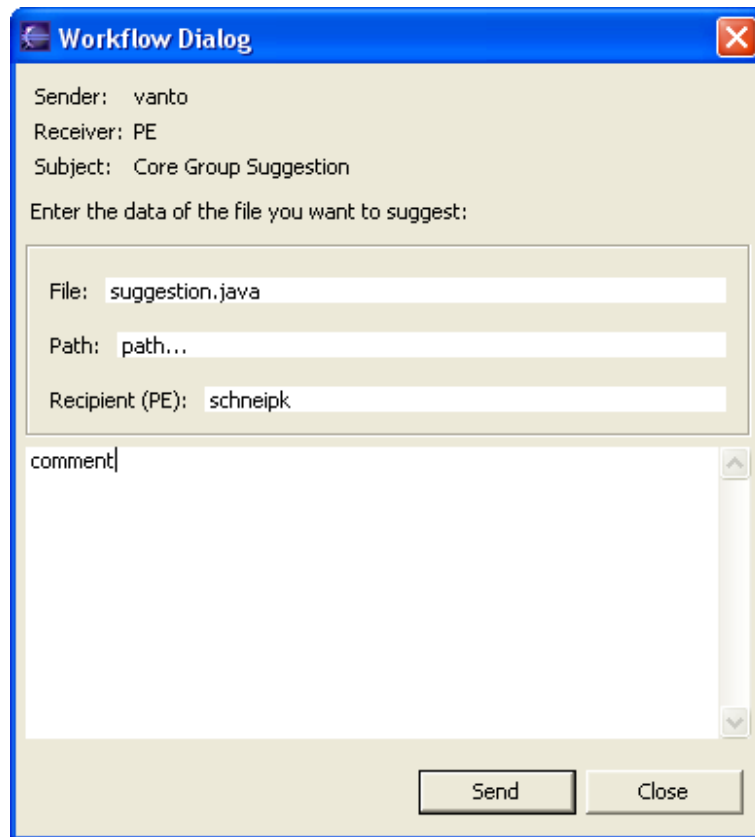 Workflow Dialog
Sender: vanto
Receiver: PE
Subject: Core Group Suggestion
Enter the data of the file you want to suggest:
File: suggestion.java
Path: path...
Recipient (PE): schneipk
comment
Send Close